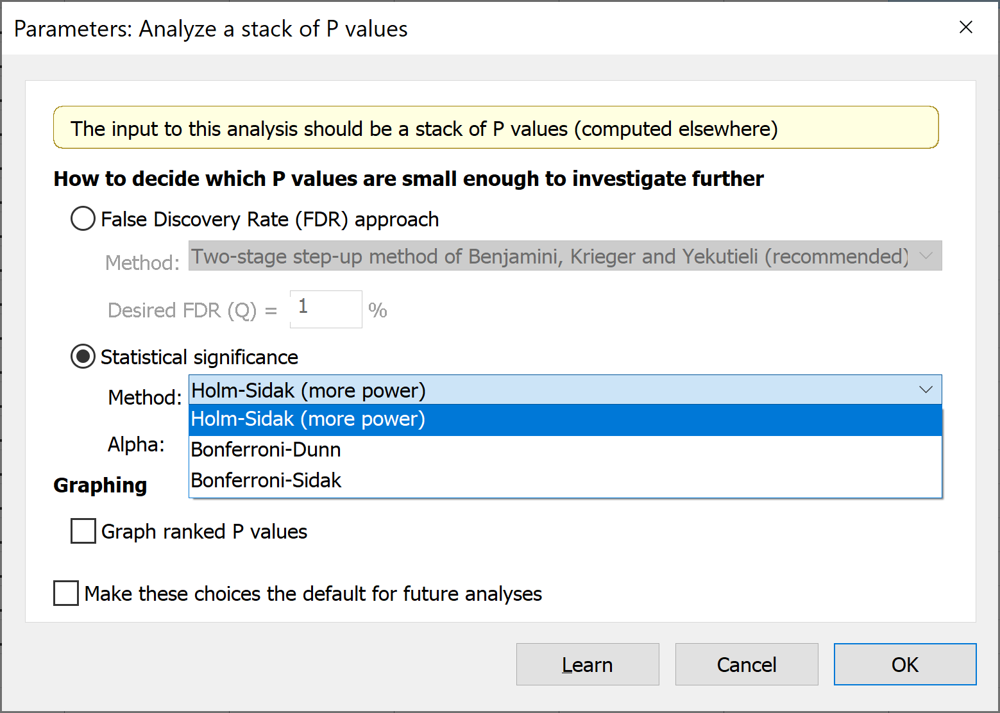 Parameters: Analyze a stack of P values
The input to this analysis should be a stack of P values (computed elsewhere)
How to decide which P values are small enough to investigate further
False Discovery Rate (FDR) approach
Method: Two-stage step-up method of Benjamini, Krieger and Yekutieli (recommended)
Desired FDR (Q) = 1 %
Statistical significance
Method: Holm-Sidak (more power)
Holm-Sidak (more power)
Alpha: Bonferroni-Dunn
Bonferroni-Sidak
Graphing
Graph ranked P values
Make these choices the default for future analyses
Learn Cancel OK